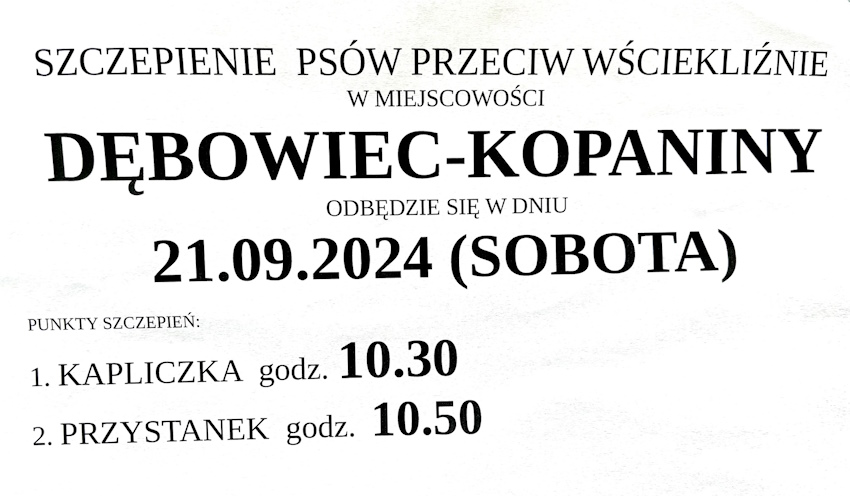 SZCZEPIENIE PSÓW PRZECIW WŚCIEKLIŹNIE
W MIEJSCOWOŚCI
DĘBOWIEC-KOPANINY
ODBĘDZIE SIĘ W DNIU
21.09.2024 (SOBOTA)
PUNKTY SZCZEPIEŃ:
1. KAPLICZKA godz. 10.30
2. PRZYSTANEK godz. 10.50